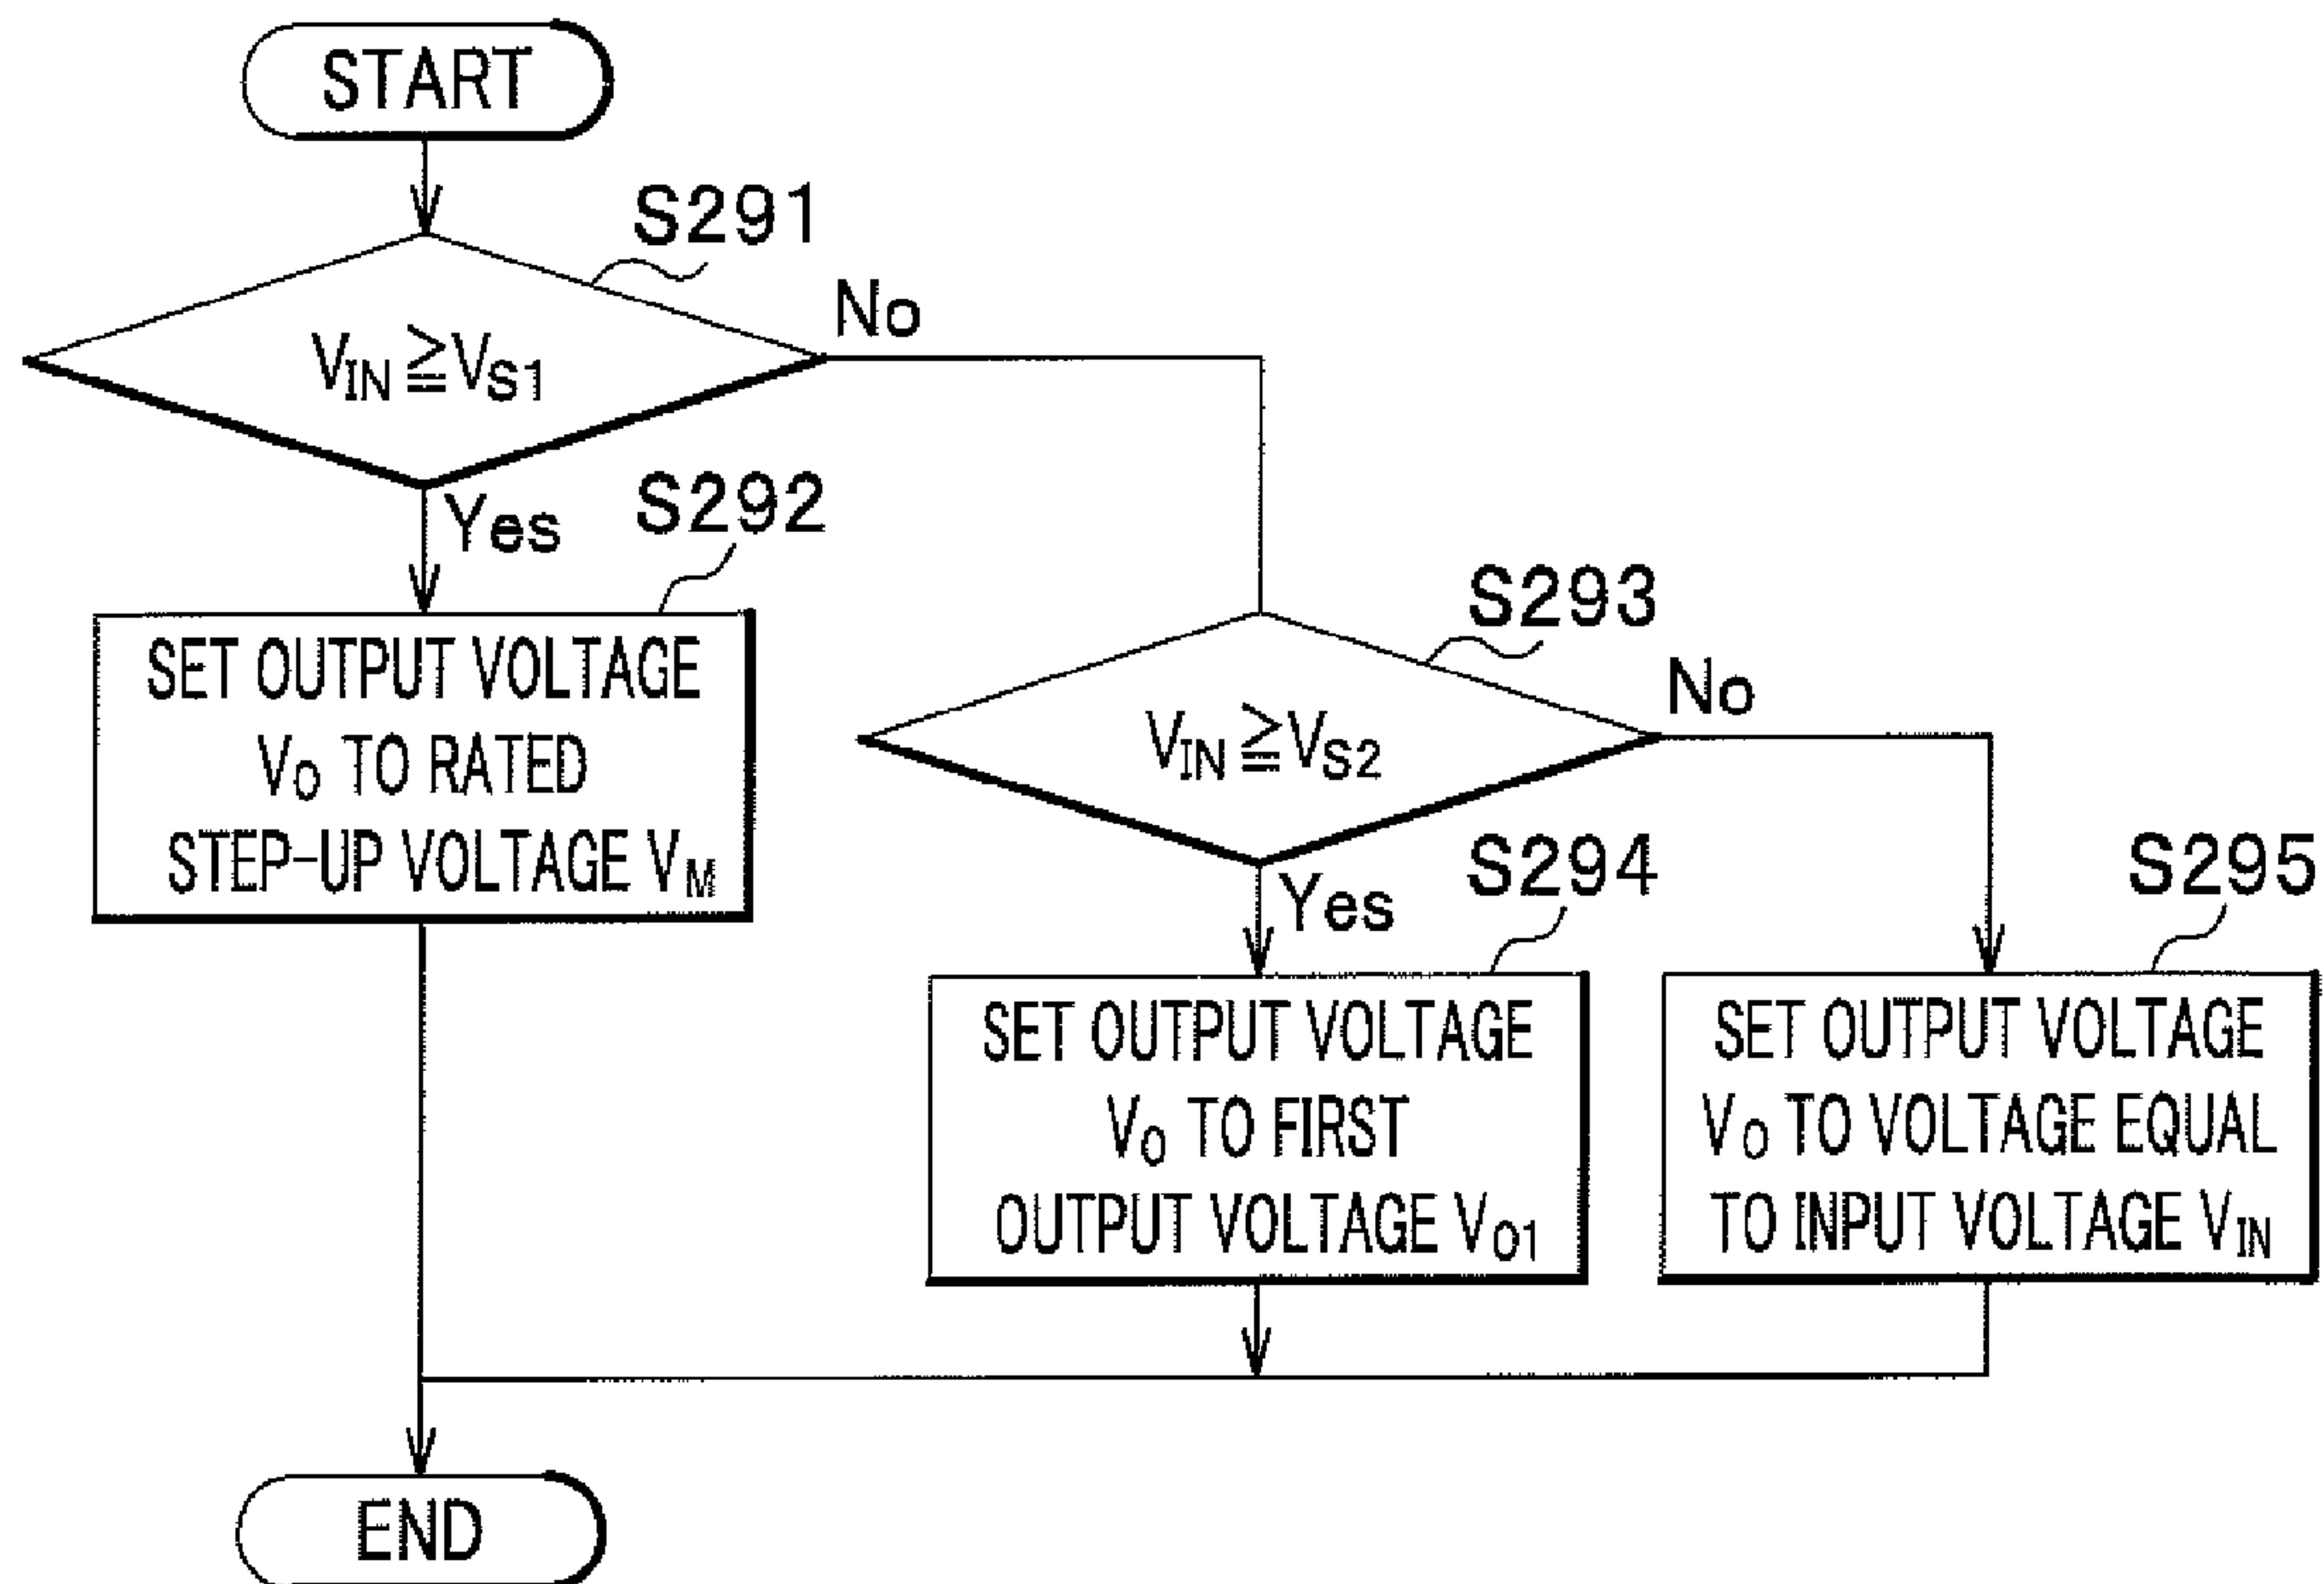 START
S291
V_IN ≧ V_S1
No
Yes
S292
SET OUTPUT VOLTAGE
V_O TO RATED
STEP-UP VOLTAGE V_M
S293
V_IN ≧ V_S2
No
Yes
S294
SET OUTPUT VOLTAGE
V_O TO FIRST
OUTPUT VOLTAGE V_O1
S295
SET OUTPUT VOLTAGE
V_O TO VOLTAGE EQUAL
TO INPUT VOLTAGE V_IN
END